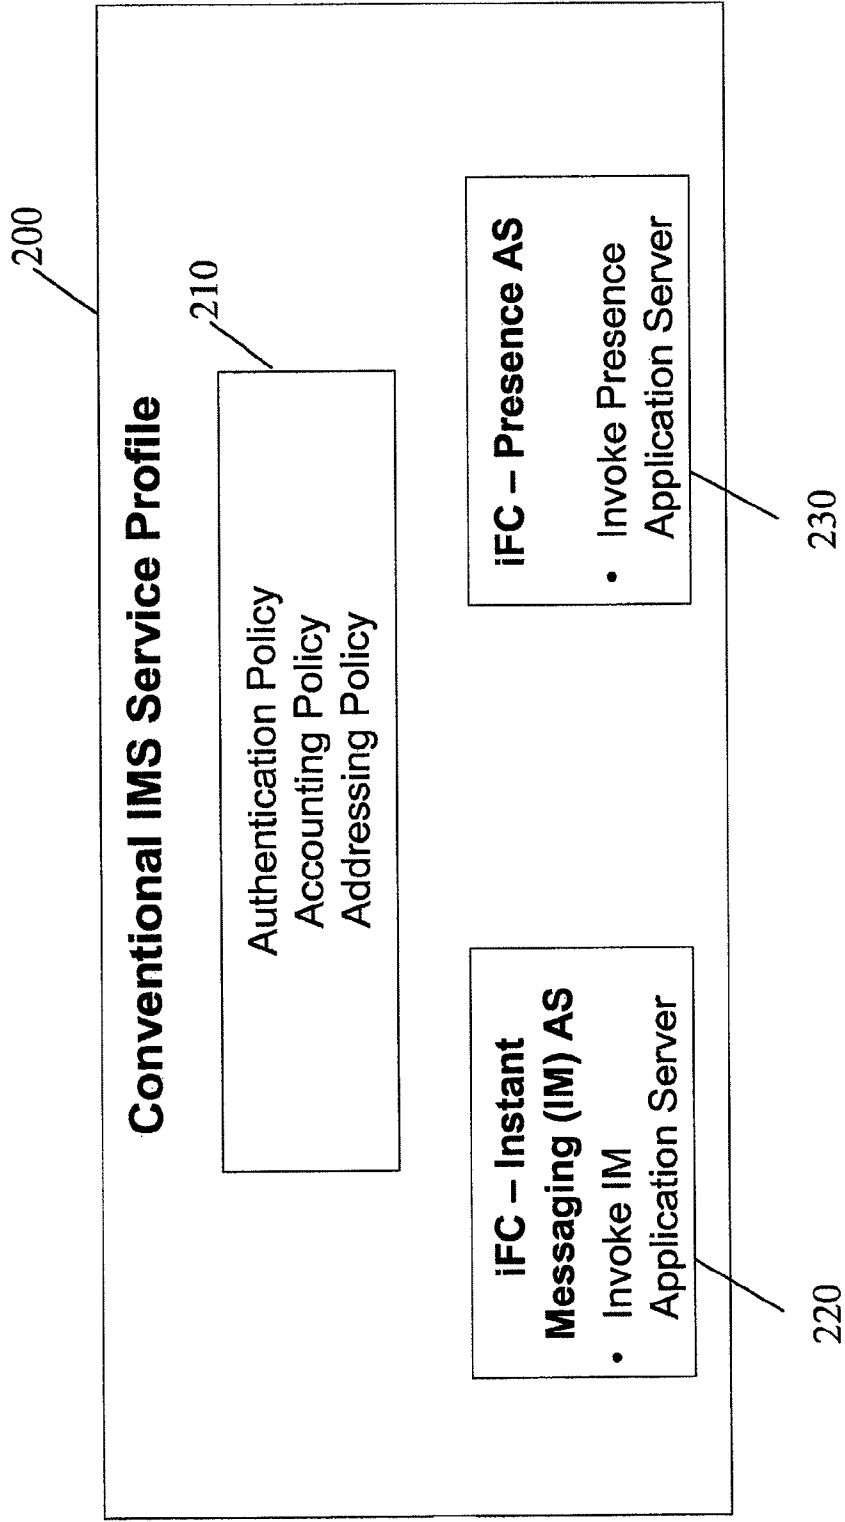 200
Conventional IMS Service Profile
210
Authentication Policy
Accounting Policy
Addressing Policy
iFC – Instant
Messaging (IM) AS
• Invoke IM
Application Server
220
iFC – Presence AS
• Invoke Presence
Application Server
230